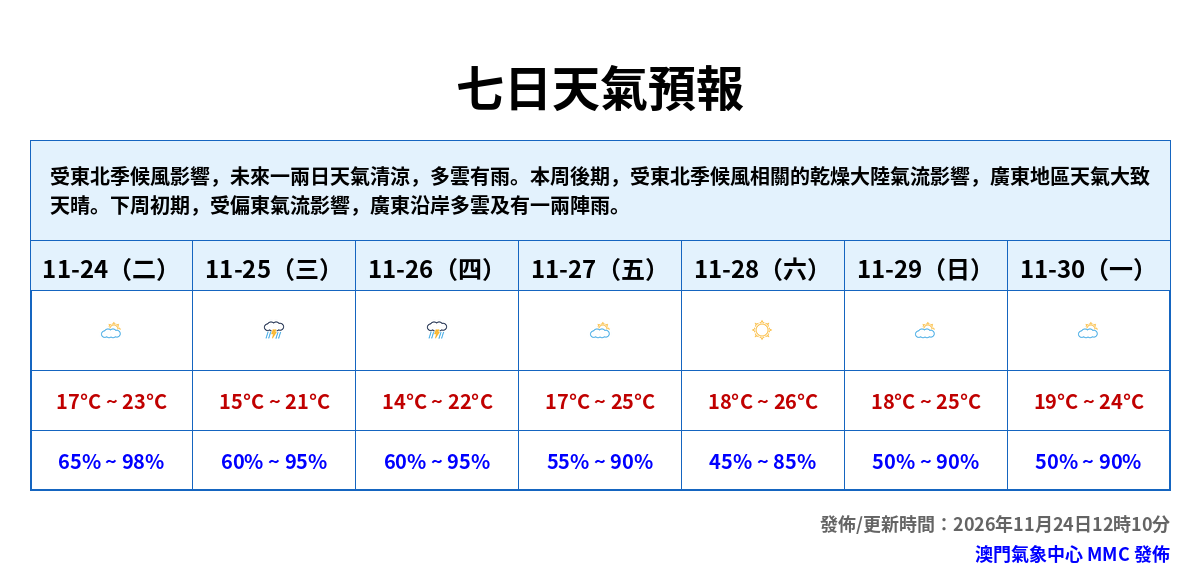 七日天氣預報
受東北季候風影響，未來一兩日天氣清涼，多雲有雨。本周後期，受東北季候風相關的乾燥大陸氣流影響，廣東地區天氣大致
天晴。下周初期，受偏東氣流影響，廣東沿岸多雲及有一兩陣雨。
11-24（二） 11-25（三） 11-26（四） 11-27（五） 11-28（六） 11-29（日） 11-30（一）
17°C ~ 23°C 15°C ~ 21°C 14°C ~ 22°C 17°C ~ 25°C 18°C ~ 26°C 18°C ~ 25°C 19°C ~ 24°C
65% ~ 98% 60% ~ 95% 60% ~ 95% 55% ~ 90% 45% ~ 85% 50% ~ 90% 50% ~ 90%
發佈/更新時間：2026年11月24日12時10分
澳門氣象中心 MMC 發佈